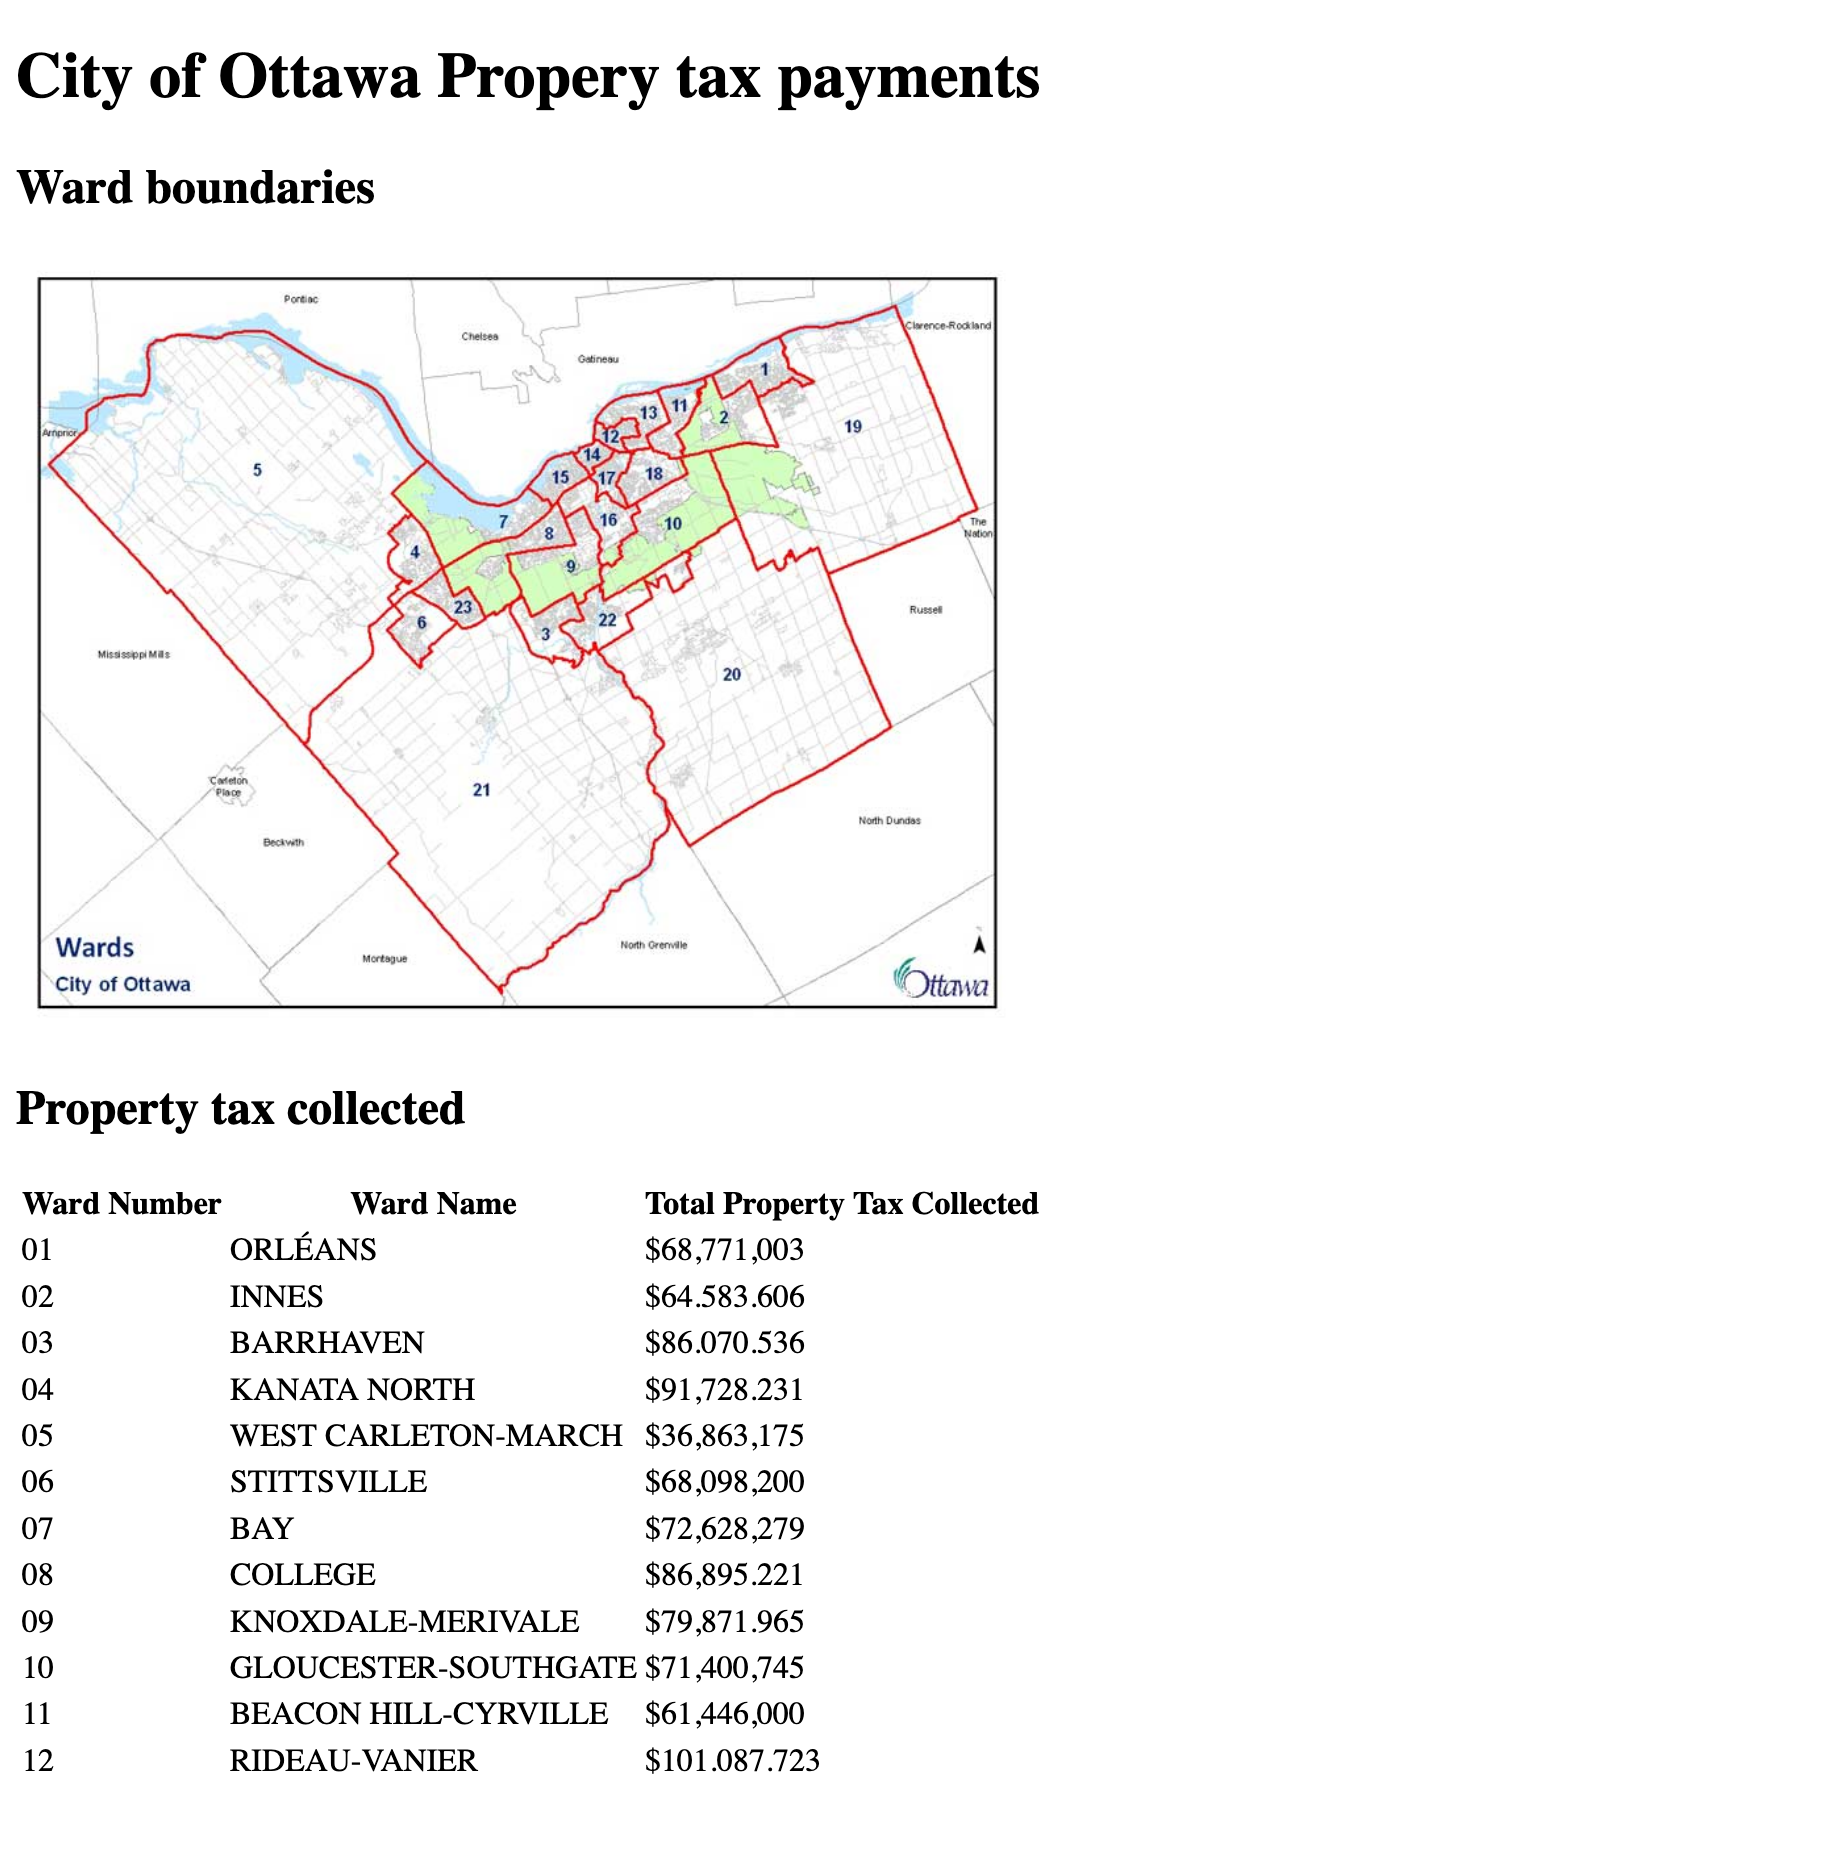 City of Ottawa Propery tax payments
Ward boundaries
Pontiac
Clarence-Rockland
Chelsea
Gatineau
1
11
13
2
19
12
Arnprior
14
5
15
17
18
7
16
10
The
Nation
8
4
9
23
Russell
6
22
3
Mississippi Mills
20
Carleton
Place
21
North Dundas
Beckwith
Wards
North Grenville
Montague
City of Ottawa
Ottawa
Property tax collected
Ward Number Ward Name Total Property Tax Collected
01 ORLÉANS $68,771,003
02 INNES $64.583.606
03 BARRHAVEN $86.070.536
04 KANATA NORTH $91,728.231
05 WEST CARLETON-MARCH $36,863,175
06 STITTSVILLE $68,098,200
07 BAY $72,628,279
08 COLLEGE $86,895.221
09 KNOXDALE-MERIVALE $79,871.965
10 GLOUCESTER-SOUTHGATE $71,400,745
11 BEACON HILL-CYRVILLE $61,446,000
12 RIDEAU-VANIER $101.087.723